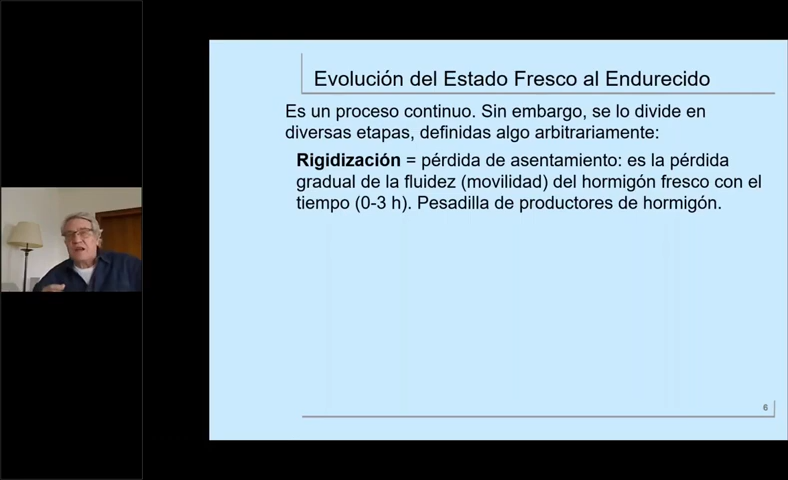 Evolución del Estado Fresco al Endurecido
Es un proceso continuo. Sin embargo, se lo divide en
diversas etapas, definidas algo arbitrariamente:
Rigidización = pérdida de asentamiento: es la pérdida
gradual de la fluidez (movilidad) del hormigón fresco con el
tiempo (0-3 h). Pesadilla de productores de hormigón.
6